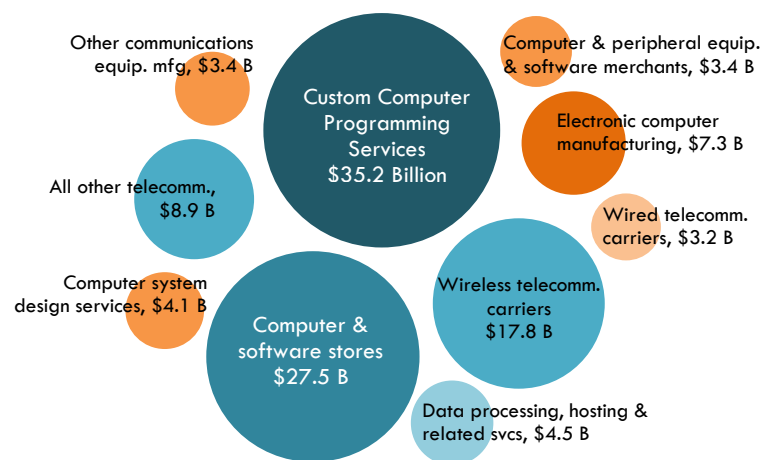 Other communications
equip. mfg, $3.4 B
Custom Computer
Programming
Services
$35.2 Billion
Computer & peripheral equip.
& software merchants, $3.4 B
Electronic computer
manufacturing, $7.3 B
All other telecomm.,
$8.9 B
Wired telecomm.
carriers, $3.2 B
Computer system
design services, $4.1 B
Wireless telecomm.
carriers
$17.8 B
Computer &
software stores
$27.5 B
Data processing, hosting &
related svcs, $4.5 B